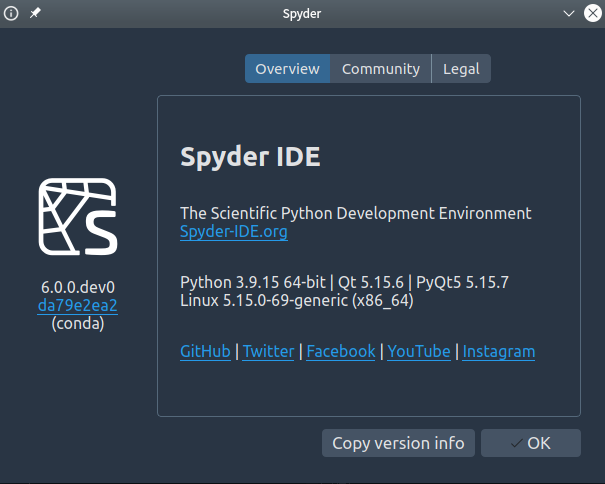 Spyder
Overview Community Legal
Spyder IDE
The Scientific Python Development Environment
Spyder-IDE.org
S
6.0.0.dev0
da79e2ea2
(conda)
Python 3.9.15 64-bit | Qt 5.15.6 | PyQt5 5.15.7
Linux 5.15.0-69-generic (x86_64)
GitHub | Twitter | Facebook | YouTube | Instagram
Copy version info OK